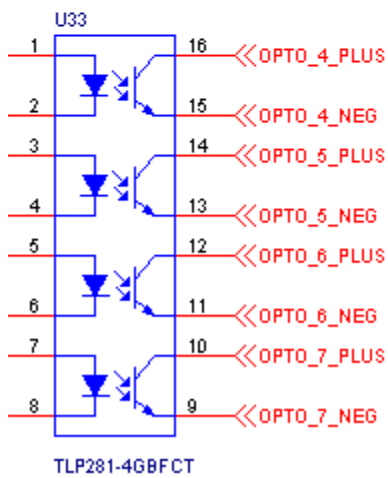 U33
1 16 OPTO_4_PLUS
2 15 OPTO_4_NEG
3 14 OPTO_5_PLUS
4 13 OPTO_5_NEG
5 12 OPTO_6_PLUS
6 11 OPTO_6_NEG
7 10 OPTO_7_PLUS
8 9 OPTO_7_NEG
TLP281-4GBFCT